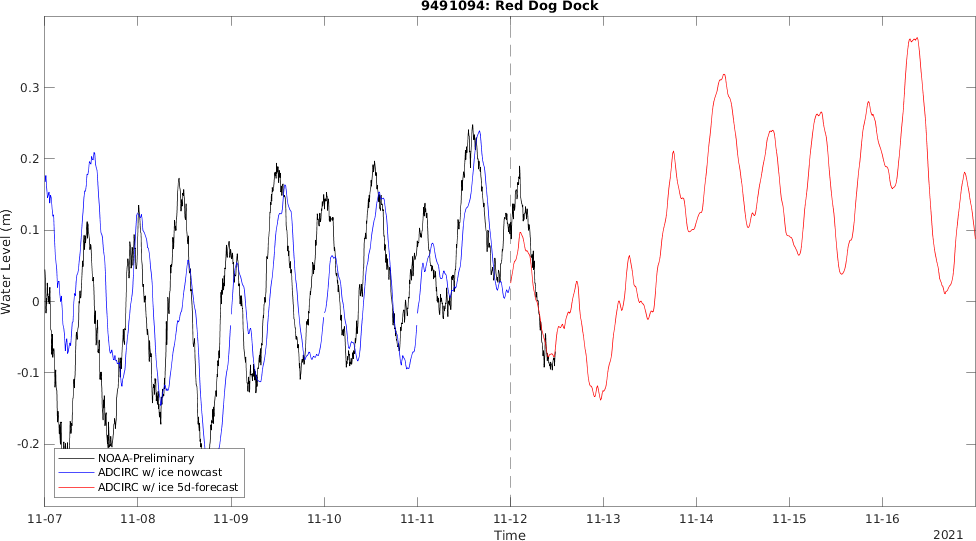 9491094: Red Dog Dock
Water Level (m)
0.3
0.2
0.1
0
-0.1
-0.2
NOAA-Preliminary
ADCIRC w/ ice nowcast
ADCIRC w/ ice 5d-forecast
11-07 11-08 11-09 11-10 11-11 11-12 11-13 11-14 11-15 11-16
Time
2021